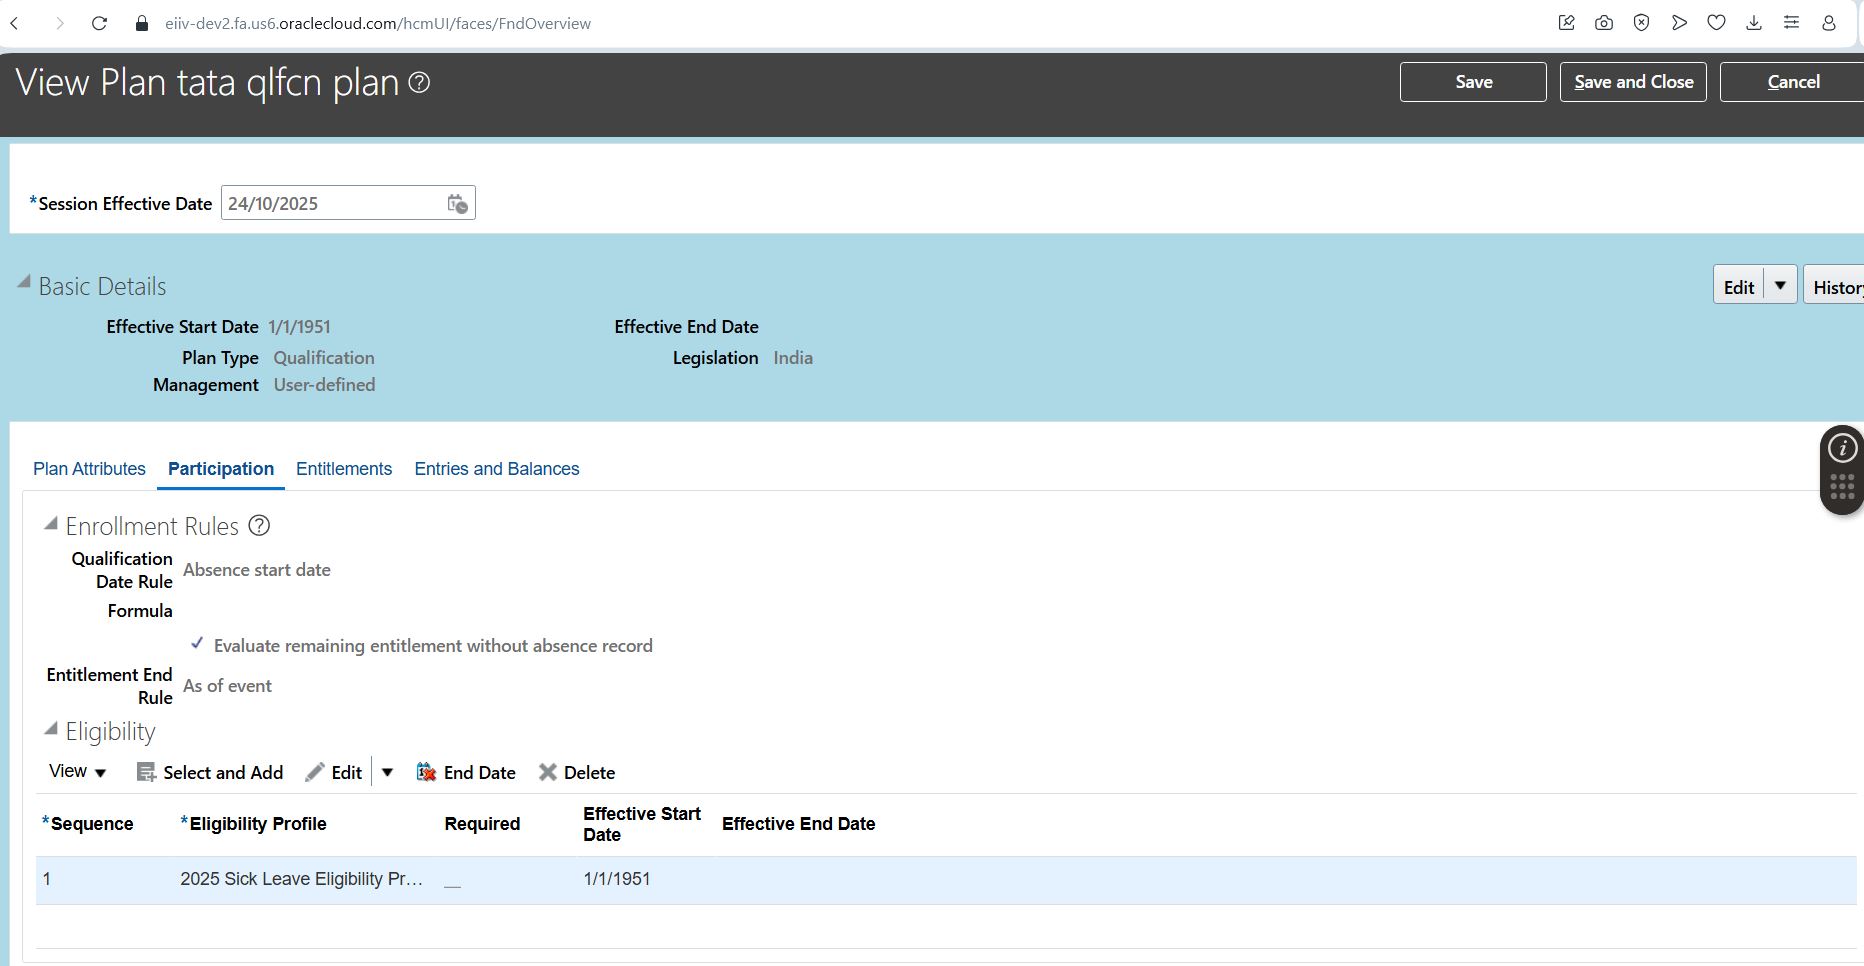 eiiv-dev2.fa.us6.oraclecloud.com/hcmUI/faces/FndOverview
View Plan tata qlfcn plan ?
Save
Save and Close
Cancel
*Session Effective Date 24/10/2025
Basic Details
Edit
History
Effective Start Date 1/1/1951
Effective End Date
Plan Type Qualification
Legislation India
Management User-defined
Plan Attributes Participation Entitlements Entries and Balances
Enrollment Rules ?
Qualification
Date Rule Absence start date
Formula
Evaluate remaining entitlement without absence record
Entitlement End
Rule As of event
Eligibility
View Select and Add Edit End Date Delete
*Sequence *Eligibility Profile Required Effective Start
Date Effective End Date
1 2025 Sick Leave Eligibility Pr... __ 1/1/1951